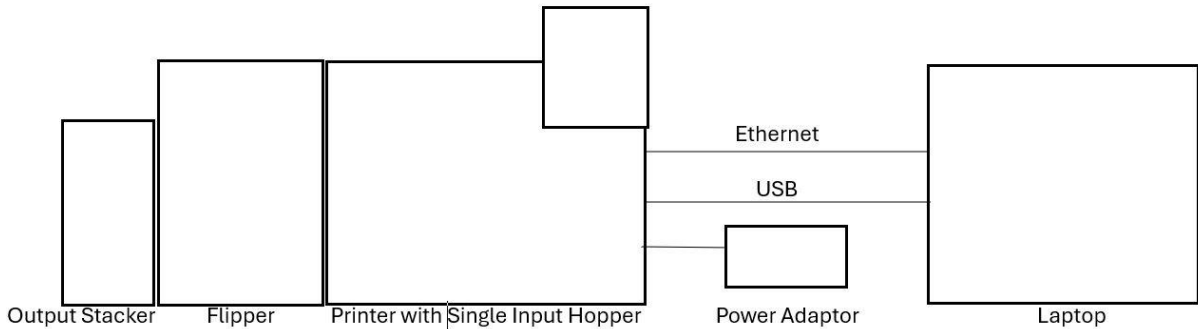 Ethernet
USB
Output Stacker
Flipper
Printer with Single Input Hopper
Power Adaptor
Laptop